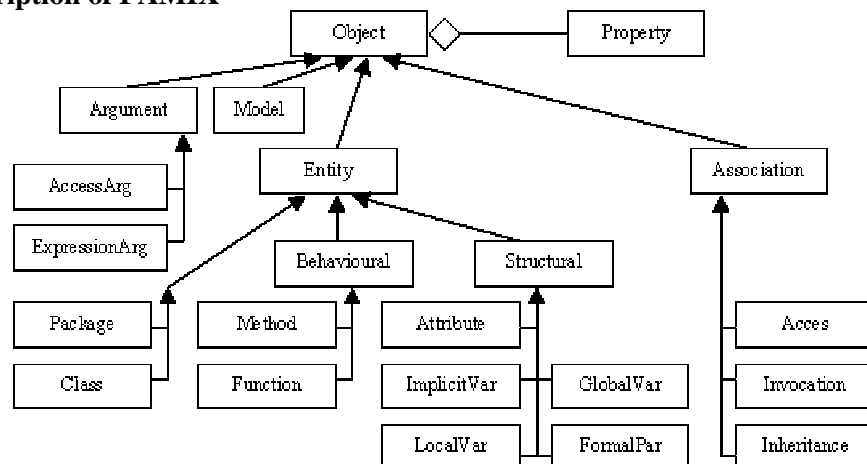 ription of FAMIX
Object
Property
Argument
Model
Entity
Association
AccessArg
ExpressionArg
Behavioural
Structural
Package
Method
Attribute
Acces
Class
Function
ImplicitVar
GlobalVar
Invocation
LocalVar
FormalPar
Inheritance